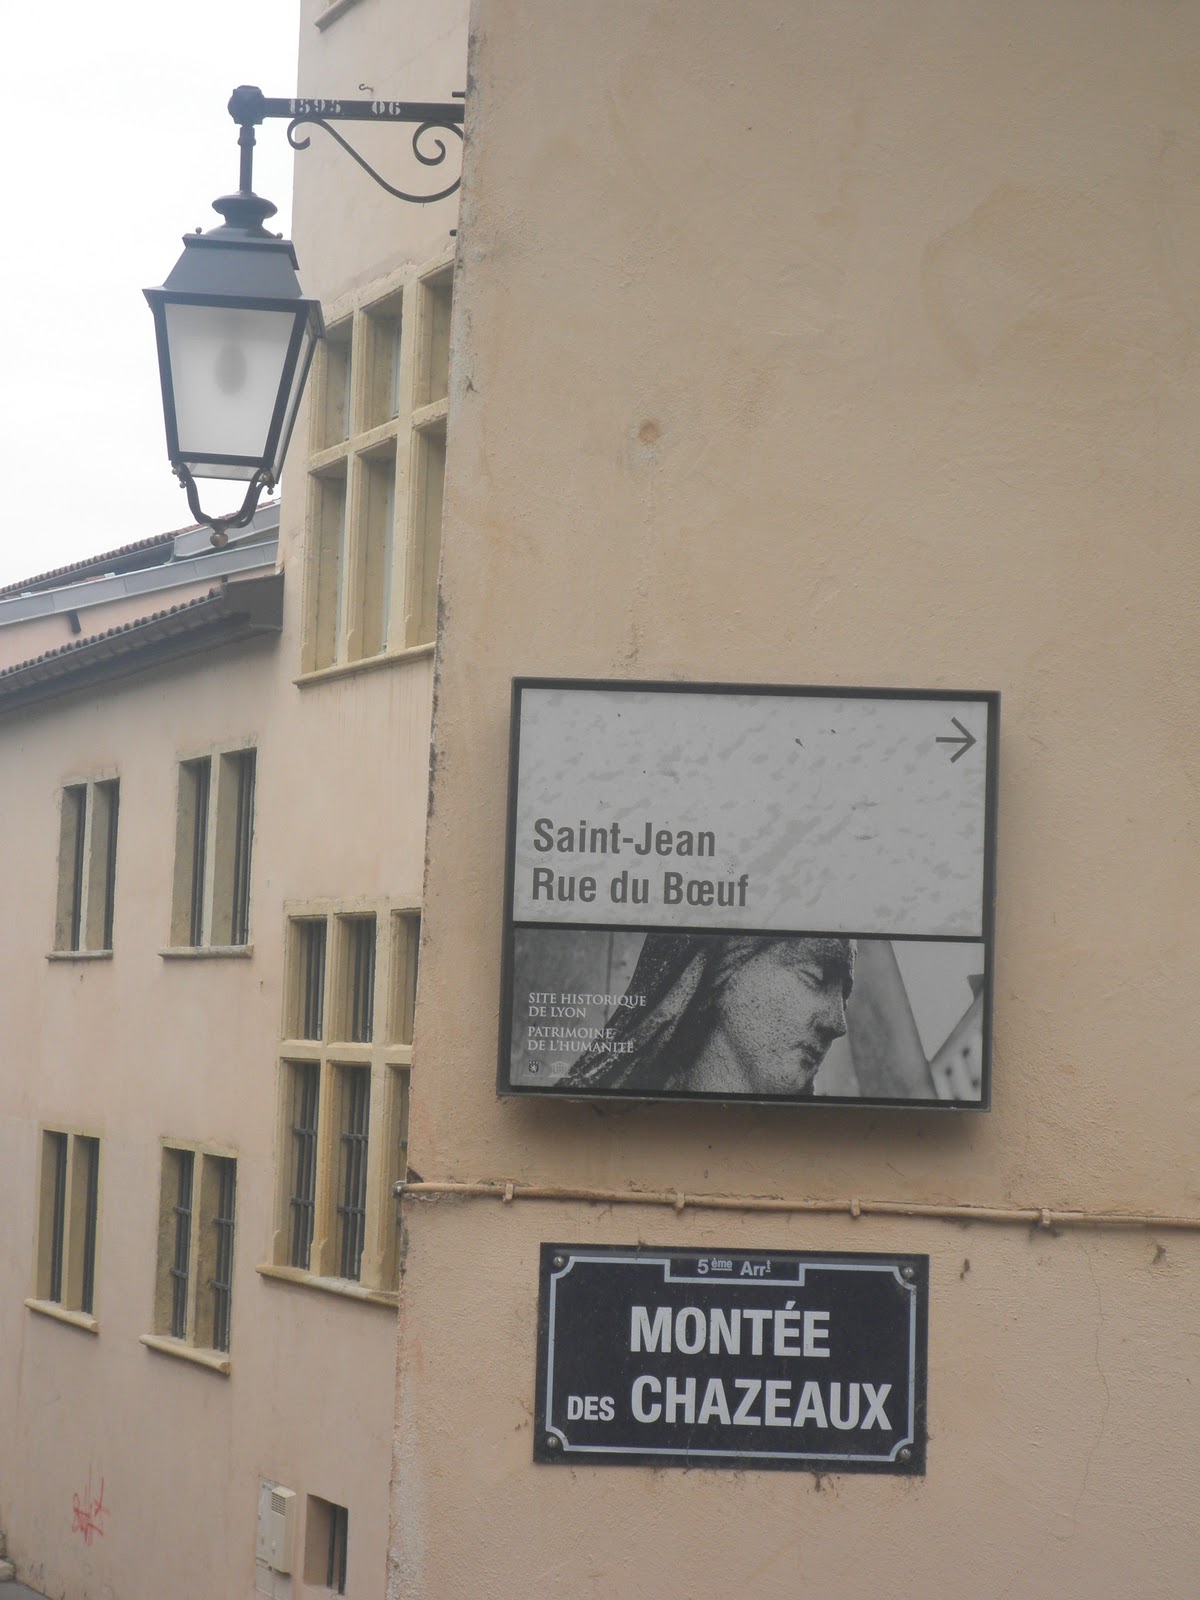 1595 06
Saint-Jean
Rue du Bœuf
SITE HISTORIQUE
DE LYON
PATRIMOINE
DE L'HUMANITÉ
5ème Arrt
MONTÉE
DES CHAZEAUX